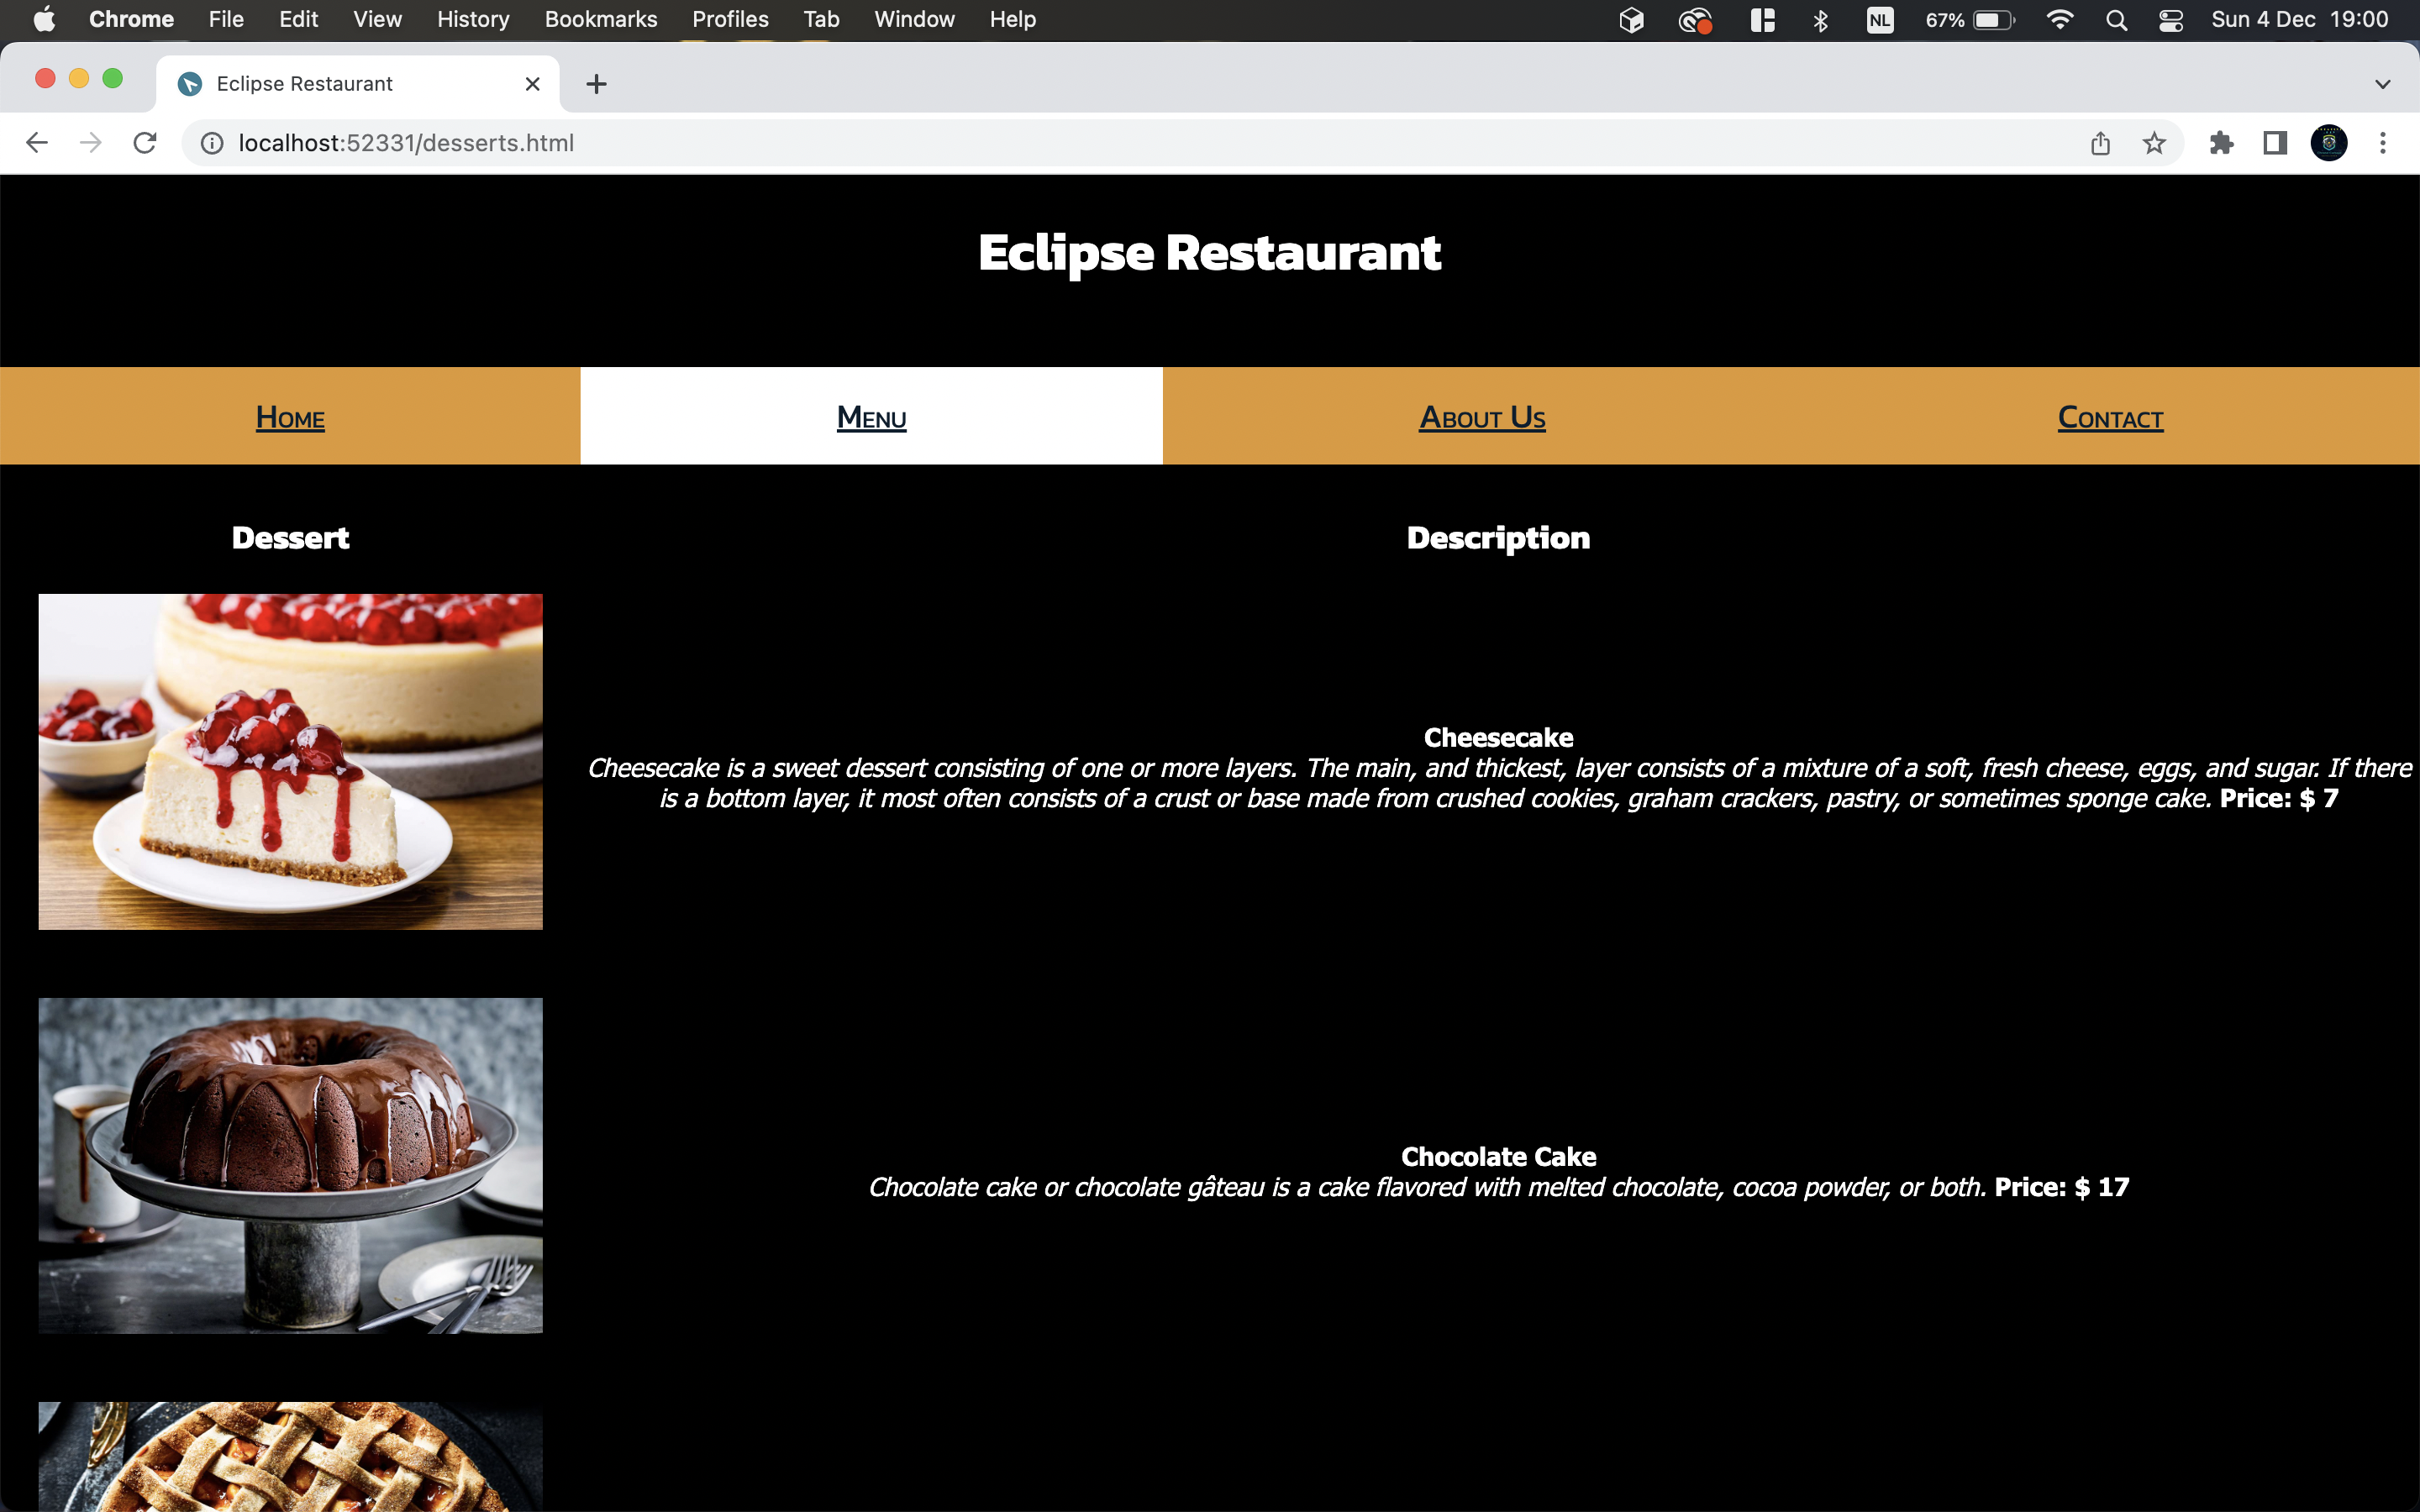 Chrome File Edit View History Bookmarks Profiles Tab Window Help NL 67% Sun 4 Dec 19:00
Eclipse Restaurant
localhost:52331/desserts.html
Eclipse Restaurant
Home Menu About Us Contact
Dessert Description
Cheesecake
Cheesecake is a sweet dessert consisting of one or more layers. The main, and thickest, layer consists of a mixture of a soft, fresh cheese, eggs, and sugar. If there
is a bottom layer, it most often consists of a crust or base made from crushed cookies, graham crackers, pastry, or sometimes sponge cake. Price: $ 7
Chocolate Cake
Chocolate cake or chocolate gâteau is a cake flavored with melted chocolate, cocoa powder, or both. Price: $ 17